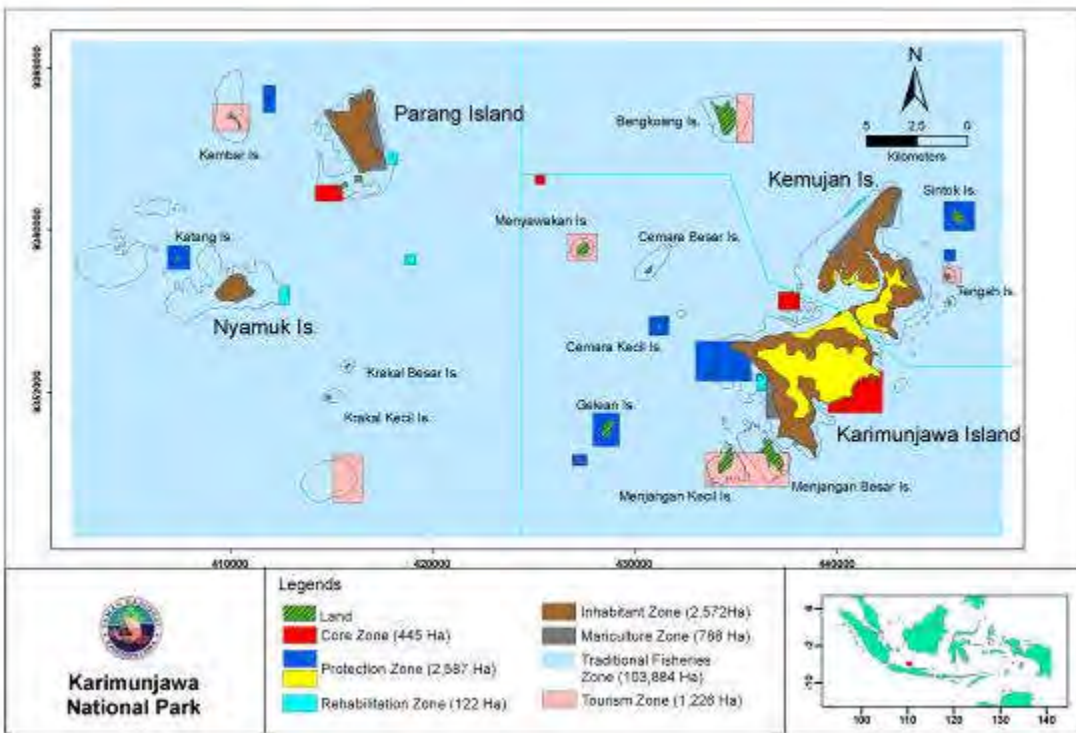 N
5 2.5 0
Kilometers
Parang Island
Kembar Is.
Bengkoang Is.
Kemujan Is.
Sintok Is.
Menyawakan Is.
Cemara Besar Is.
Katang Is.
Tengah Is.
Nyamuk Is.
Cemara Kecil Is.
Krakal Besar Is.
Krakal Kecil Is.
Gelean Is.
Karimunjawa Island
Menjangan Kecil Is.
Menjangan Besar Is.
410000 420000 430000 440000
Karimunjawa
National Park
Legends
Land
Core Zone (445 Ha)
Protection Zone (2,587 Ha)
Rehabilitation Zone (122 Ha)
Inhabitant Zone (2,572Ha)
Mariculture Zone (788 Ha)
Traditional Fisheries
Zone (103,884 Ha)
Tourism Zone (1,226 Ha)
100 110 120 130 140